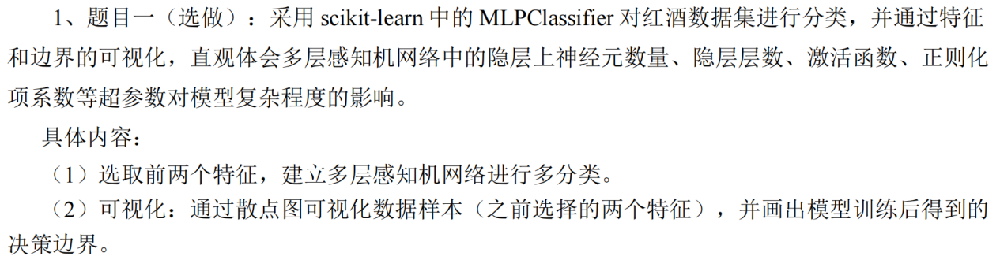 1、题目一（选做）：采用 scikit-learn 中的 MLPClassifier 对红酒数据集进行分类，并通过特征
和边界的可视化，直观体会多层感知机网络中的隐层上神经元数量、隐层层数、激活函数、正则化
项系数等超参数对模型复杂程度的影响。
具体内容：
（1）选取前两个特征，建立多层感知机网络进行多分类。
（2）可视化：通过散点图可视化数据样本（之前选择的两个特征），并画出模型训练后得到的
决策边界。